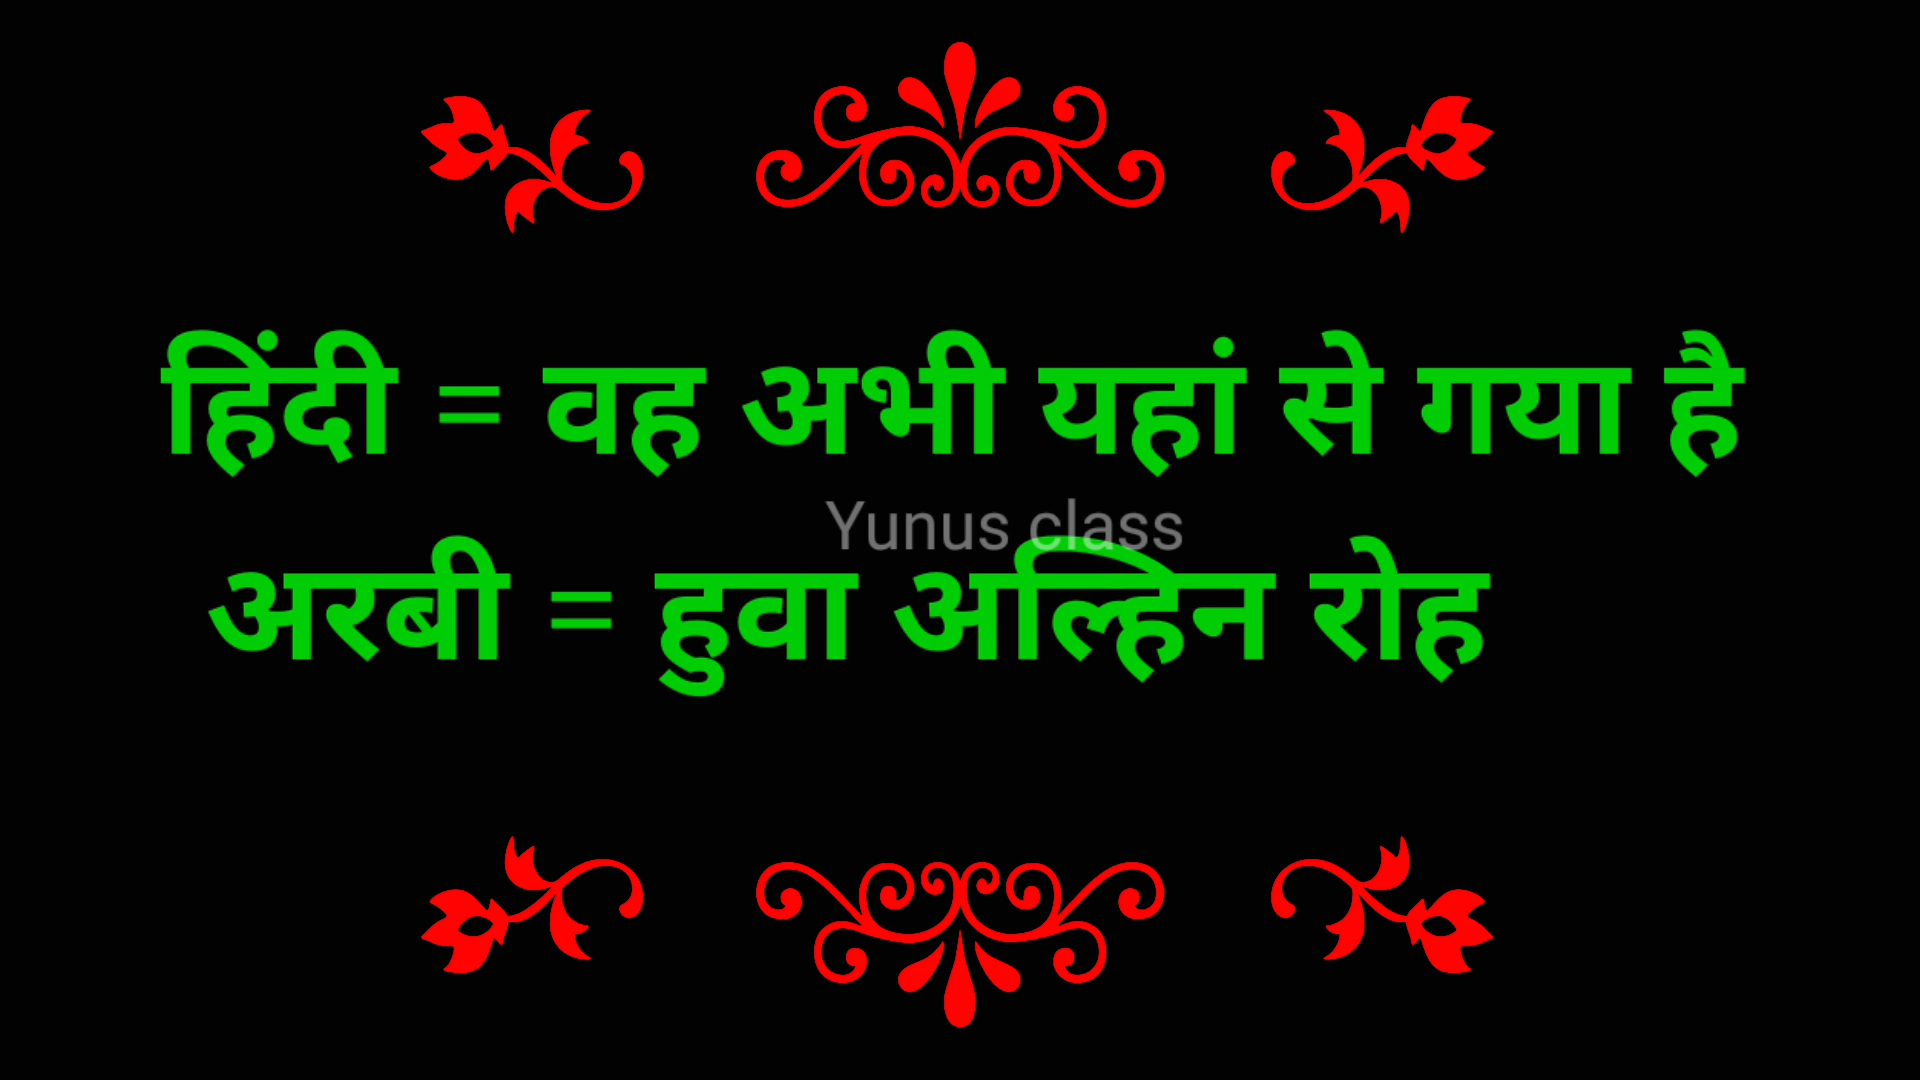 हिंदी = वह अभी यहां से गया है
Yunus class
अरबी = हुवा अल्हिन रोह